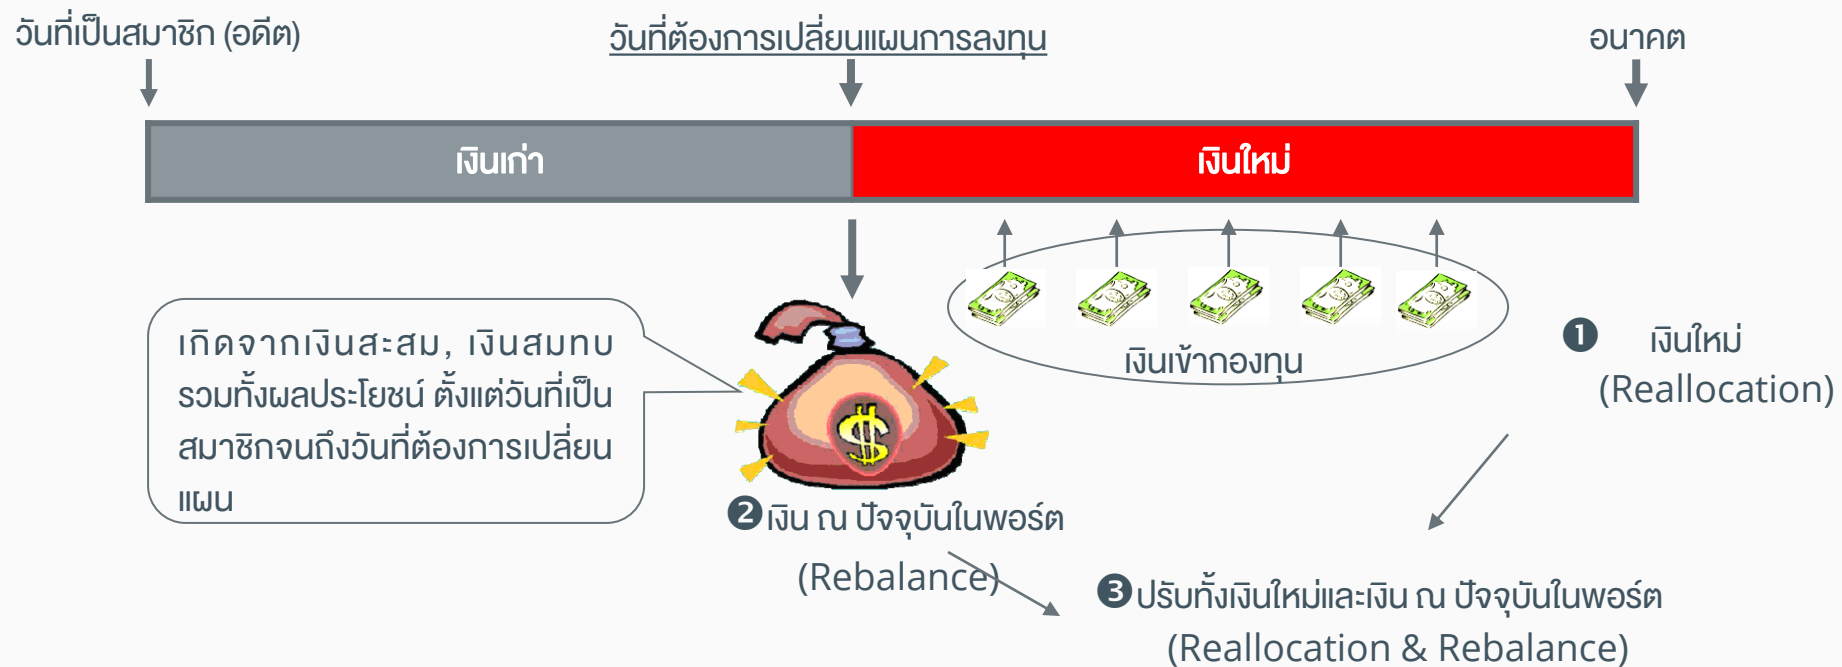 วันที่เป็นสมาชิก (อดีต)
วันที่ต้องการเปลี่ยนแผนการลงทุน
อนาคต
เงินเก่า
เงินใหม่
เงินเข้ากองทุน
เกิดจากเงินสะสม, เงินสมทบ
รวมทั้งผลประโยชน์ ตั้งแต่วันที่เป็น
สมาชิกจนถึงวันที่ต้องการเปลี่ยน
แผน
❶ เงินใหม่
(Reallocation)
❷ เงิน ณ ปัจจุบันในพอร์ต
(Rebalance)
❸ ปรับทั้งเงินใหม่และเงิน ณ ปัจจุบันในพอร์ต
(Reallocation & Rebalance)